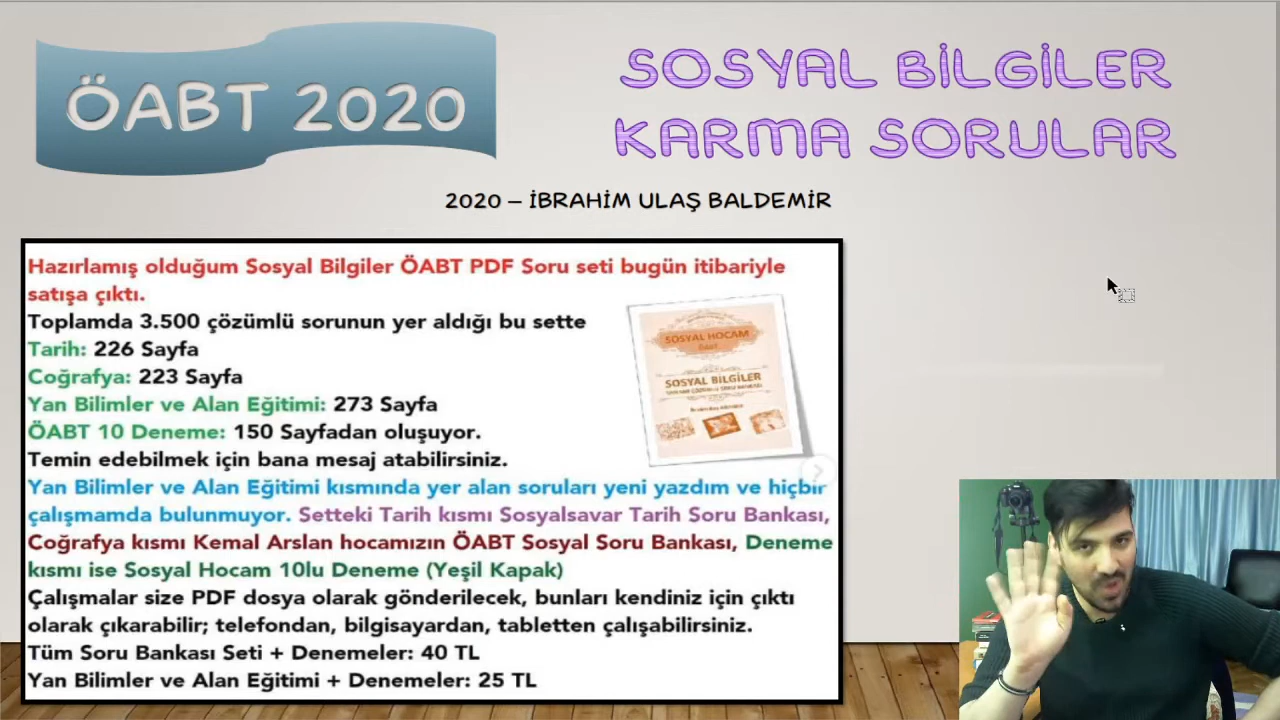 ÖABT 2020
SOSYAL BİLGİLER
KARMA SORULAR
2020 – İBRAHİM ULAŞ BALDEMİR
Hazırlamış olduğum Sosyal Bilgiler ÖABT PDF Soru seti bugün itibariyle
satışa çıktı.
Toplamda 3.500 çözümlü sorunun yer aldığı bu sette
Tarih: 226 Sayfa
Coğrafya: 223 Sayfa
Yan Bilimler ve Alan Eğitimi: 273 Sayfa
ÖABT 10 Deneme: 150 Sayfadan oluşuyor.
Temin edebilmek için bana mesaj atabilirsiniz.
Yan Bilimler ve Alan Eğitimi kısmında yer alan soruları yeni yazdım ve hiçbir
çalışmamda bulunmuyor. Setteki Tarih kısmı Sosyalsavar Tarih Soru Bankası,
Coğrafya kısmı Kemal Arslan hocamızın ÖABT Sosyal Soru Bankası, Deneme
kısmı ise Sosyal Hocam 10lu Deneme (Yeşil Kapak)
Çalışmalar size PDF dosya olarak gönderilecek, bunları kendiniz için çıktı
olarak çıkarabilir; telefondan, bilgisayardan, tabletten çalışabilirsiniz.
Tüm Soru Bankası Seti + Denemeler: 40 TL
Yan Bilimler ve Alan Eğitimi + Denemeler: 25 TL
SOSYAL HOCAM
SOSYAL BİLGİLER